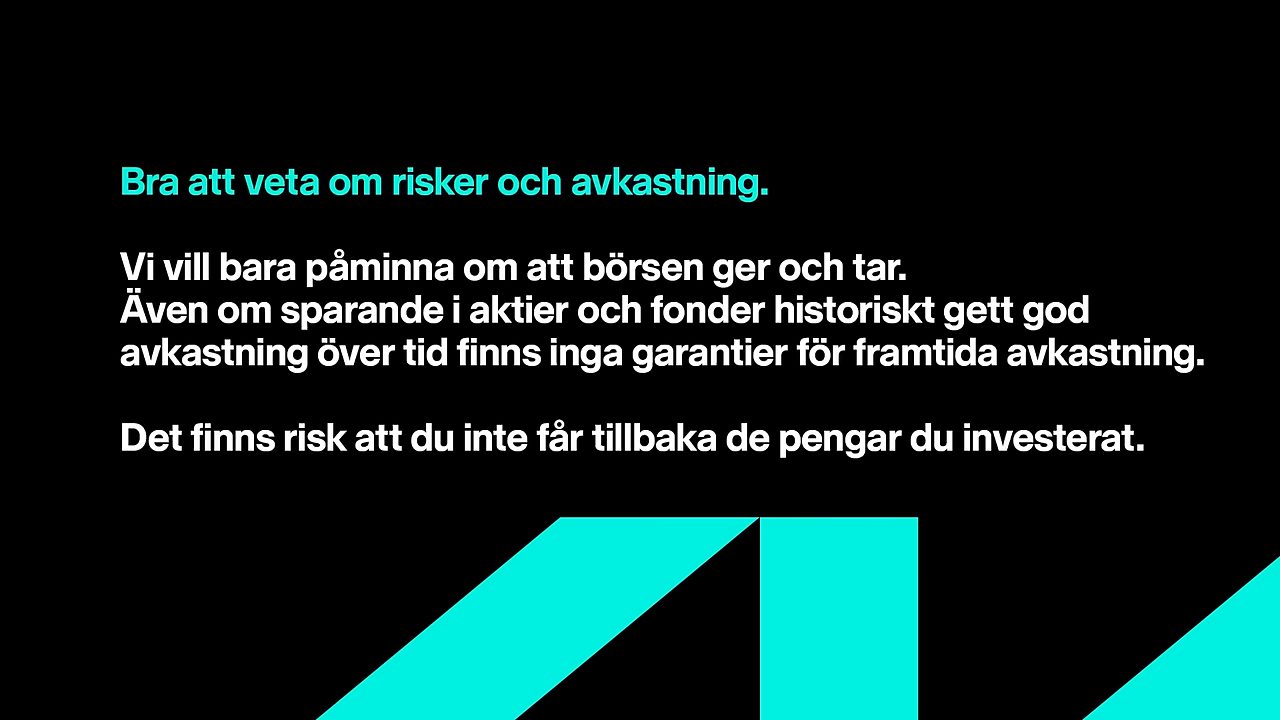 Bra att veta om risker och avkastning.
Vi vill bara påminna om att börsen ger och tar.
Även om sparande i aktier och fonder historiskt gett god
avkastning över tid finns inga garantier för framtida avkastning.
Det finns risk att du inte får tillbaka de pengar du investerat.